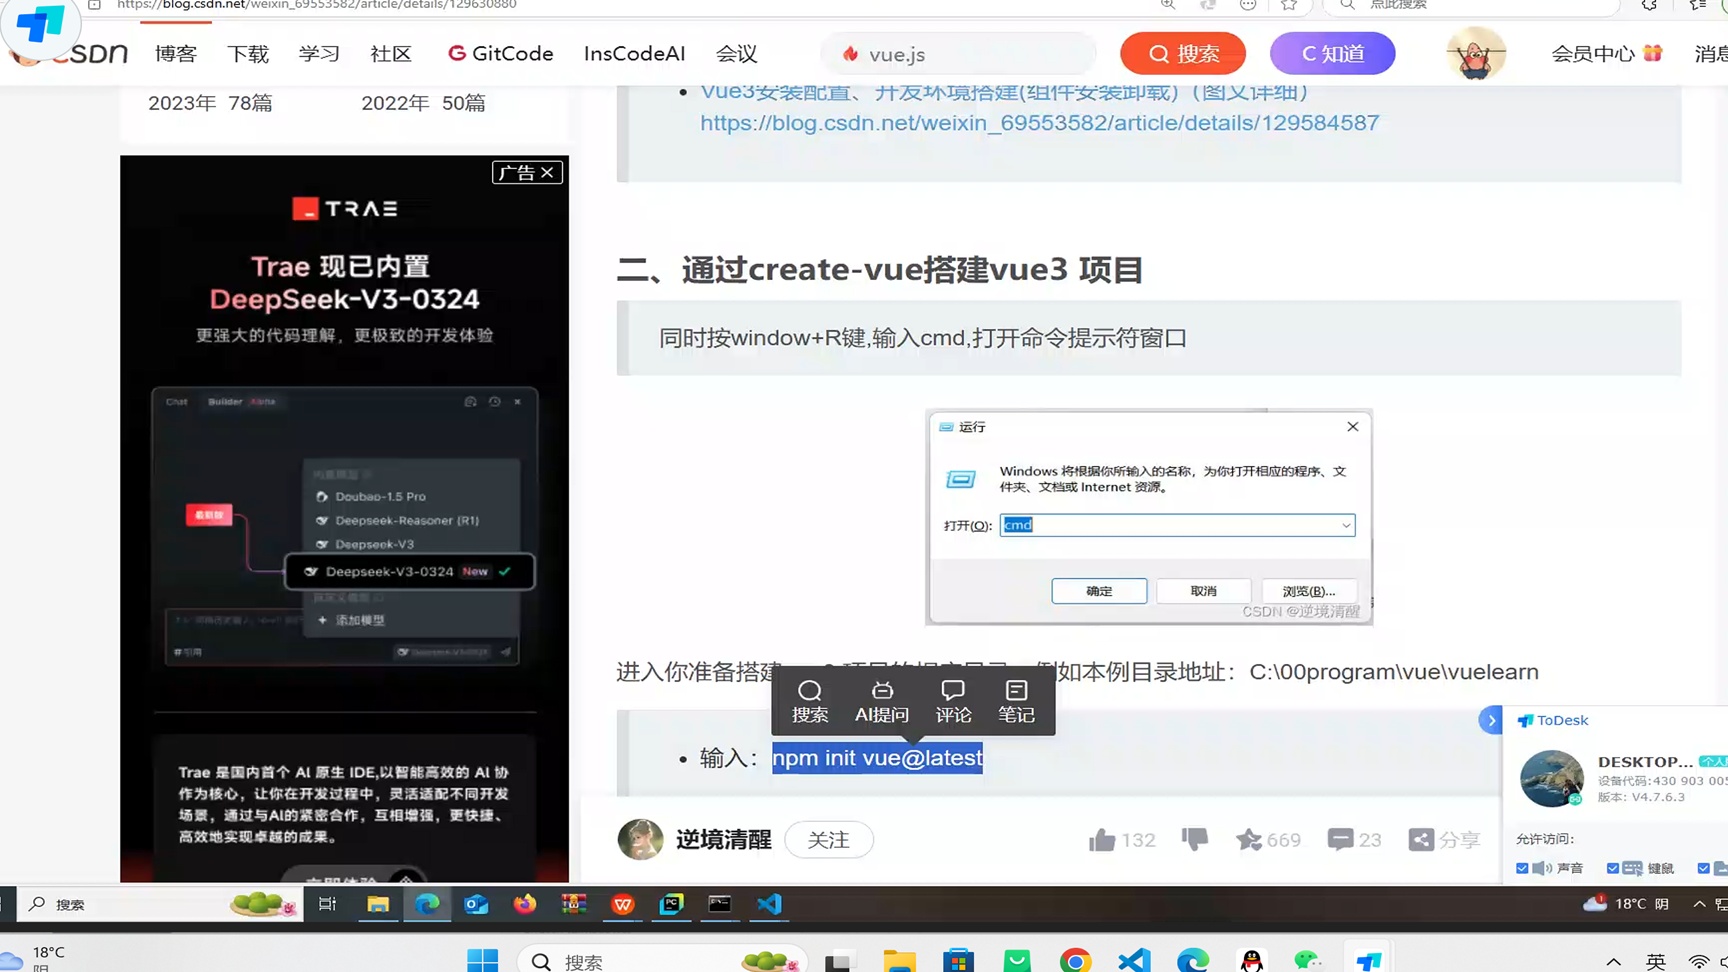 https://blog.csdn.net/weixin_69553582/article/details/129630880
点此搜索
CSDN
博客
下载
学习
社区
GitCode
InsCodeAI
会议
vue.js
搜索
C 知道
会员中心
消息
2023年 78篇
2022年 50篇
Vue3安装配置、开发环境搭建(组件安装卸载)（图文详细）
https://blog.csdn.net/weixin_69553582/article/details/129584587
广告
TRAE
Trae 现已内置
DeepSeek-V3-0324
更强大的代码理解，更极致的开发体验
Chat
Builder Alpha
Doubao-1.5 Pro
Deepseek-Reasoner (R1)
Deepseek-V3
Deepseek-V3-0324 New
添加模型
#引用
Trae 是国内首个 AI 原生 IDE,以智能高效的 AI 协
作为核心，让你在开发过程中，灵活适配不同开发
场景，通过与AI的紧密合作，互相增强，更快捷、
高效地实现卓越的成果。
立即体验
二、通过create-vue搭建vue3 项目
同时按window+R键,输入cmd,打开命令提示符窗口
运行
Windows 将根据你所输入的名称，为你打开相应的程序、文
件夹、文档或 Internet 资源。
打开(O):
cmd
确定
取消
浏览(B)...
CSDN @逆境清醒
进入你准备搭建
例如本例目录地址：C:\00program\vue\vuelearn
搜索
AI提问
评论
笔记
输入：npm init vue@latest
逆境清醒
关注
132
669
23
分享
ToDesk
DESKTOP...
设备代码:430 903 005
版本: V4.7.6.3
允许访问:
声音
键鼠
搜索
18°C 阴
18°C
阴
搜索
英